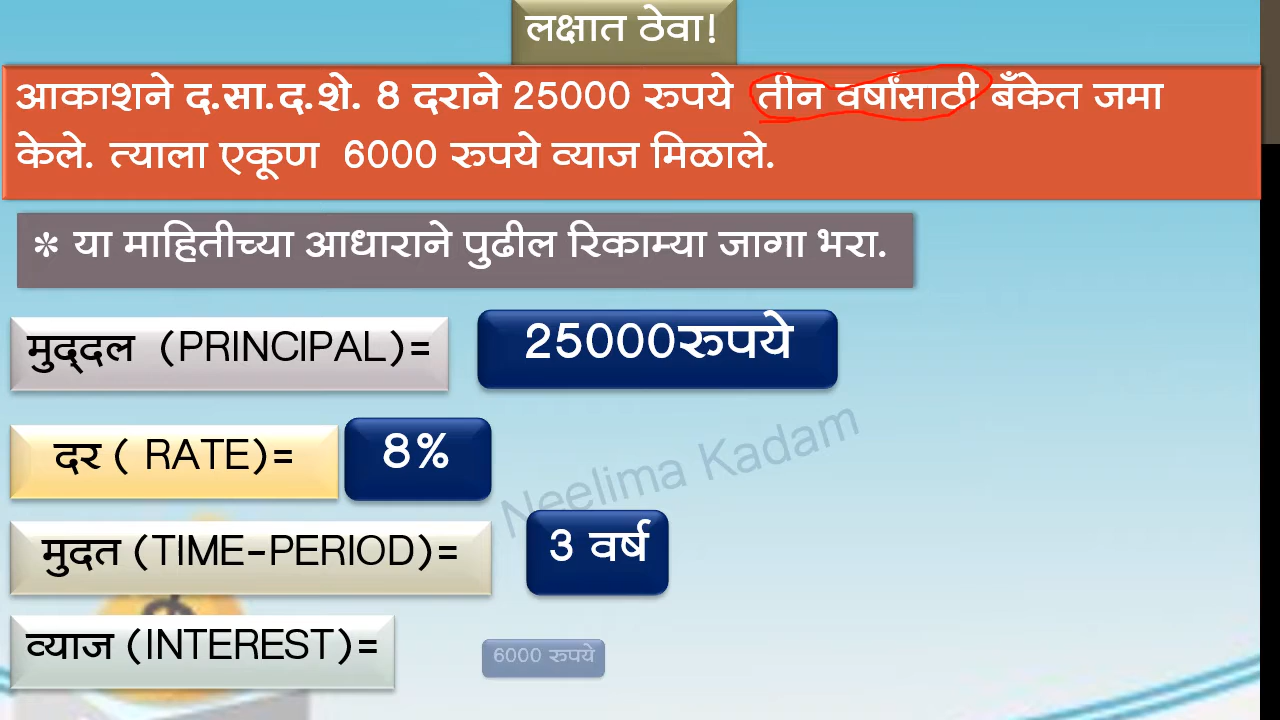 लक्षात ठेवा!
आकाशने द.सा.द.शे. 8 दराने 25000 रुपये तीन वर्षांसाठी बँकेत जमा
केले. त्याला एकूण 6000 रुपये व्याज मिळाले.
* या माहितीच्या आधाराने पुढील रिकाम्या जागा भरा.
मुद्‌दल (PRINCIPAL)= 25000रुपये
दर ( RATE)= 8%
Neelima Kadam
मुदत (TIME-PERIOD)= 3 वर्ष
व्याज (INTEREST)= 6000 रुपये